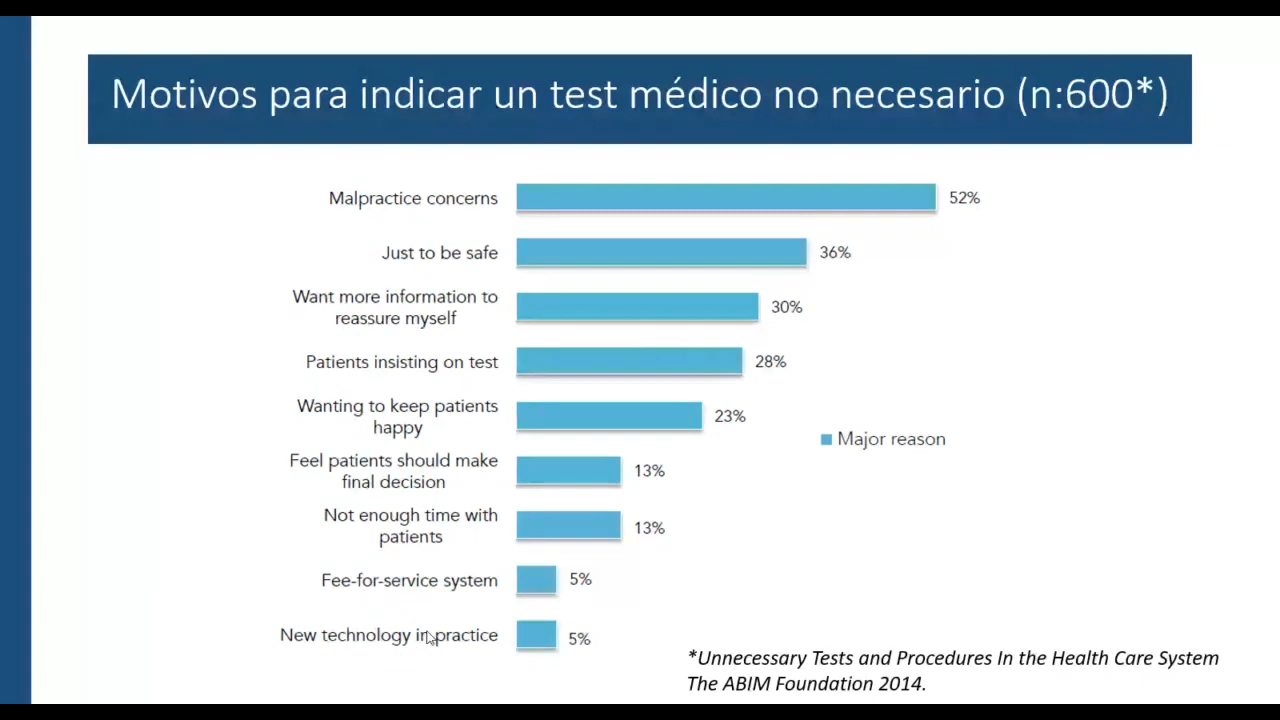 Motivos para indicar un test médico no necesario (n:600*)
Malpractice concerns
52%
Just to be safe
36%
Want more information to
reassure myself
30%
Patients insisting on test
28%
Wanting to keep patients
happy
23%
Major reason
Feel patients should make
final decision
13%
Not enough time with
patients
13%
Fee-for-service system
5%
New technology in practice
5%
*Unnecessary Tests and Procedures In the Health Care System
The ABIM Foundation 2014.